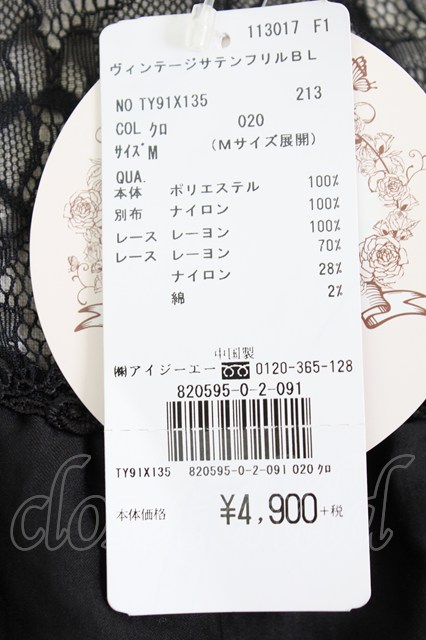 113017 F1
ヴィンテージサテンフリルBL
NO TY91X135 213
COL クロ 020
サイズ M (Mサイズ展開)
QUA.
本体 ポリエステル 100%
別布 ナイロン 100%
レース レーヨン 100%
レース レーヨン 70%
ナイロン 28%
綿 2%
中国製
㈱アイジーエー 0120-365-128
820595-0-2-091
TY91X135 820595-0-2-091 020 クロ
本体価格 ¥4,900+税